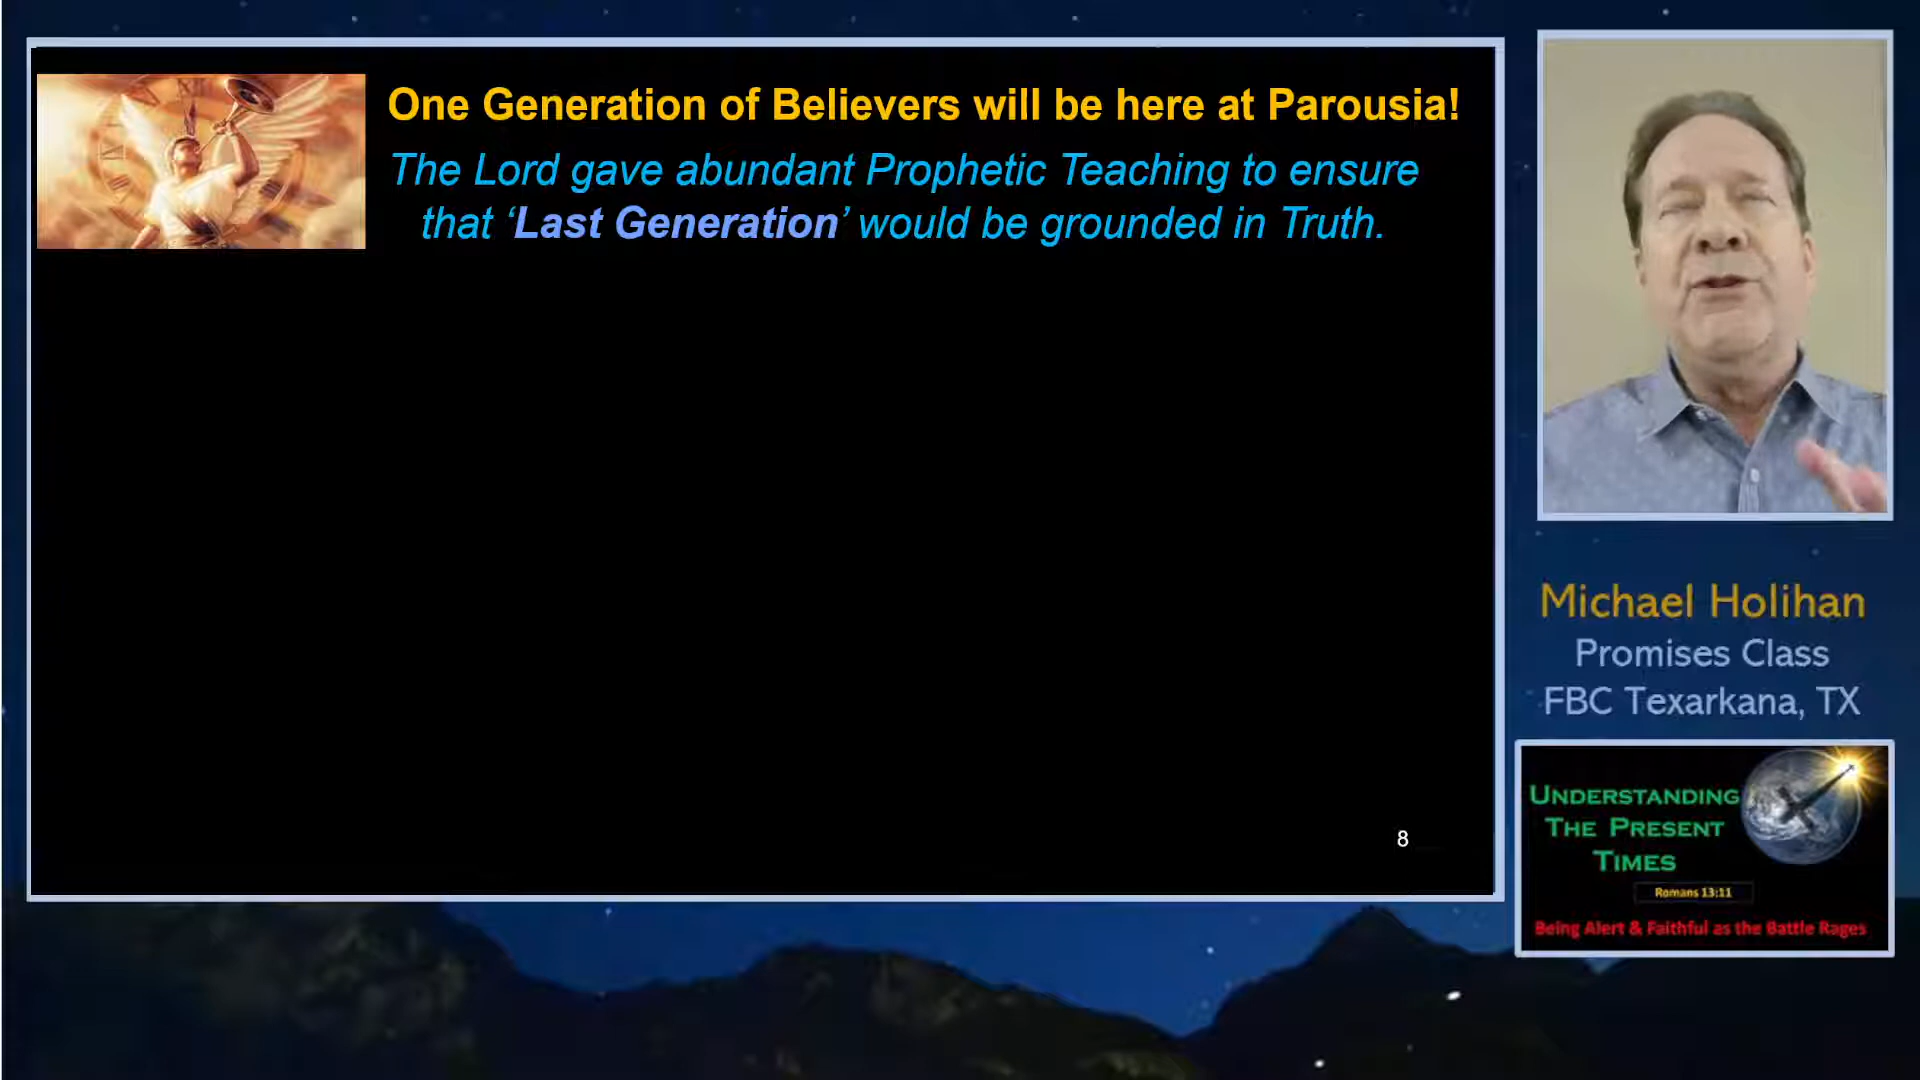 One Generation of Believers will be here at Parousia!
The Lord gave abundant Prophetic Teaching to ensure
that ‘Last Generation’ would be grounded in Truth.
8
Michael Holihan
Promises Class
FBC Texarkana, TX
UNDERSTANDING
THE PRESENT
TIMES
Romans 13:11
Being Alert & Faithful as the Battle Rages